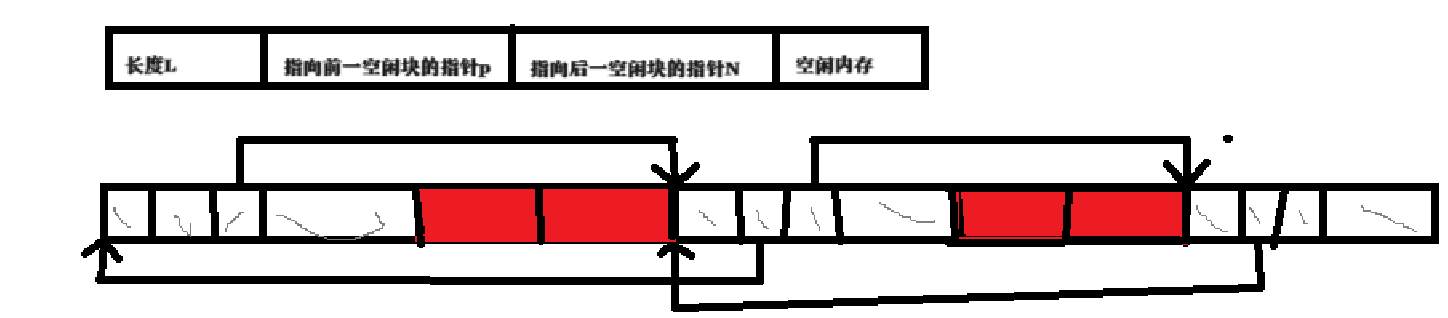 长度L
指向前一空闲块的指针p
指向后一空闲块的指针N
空闲内存